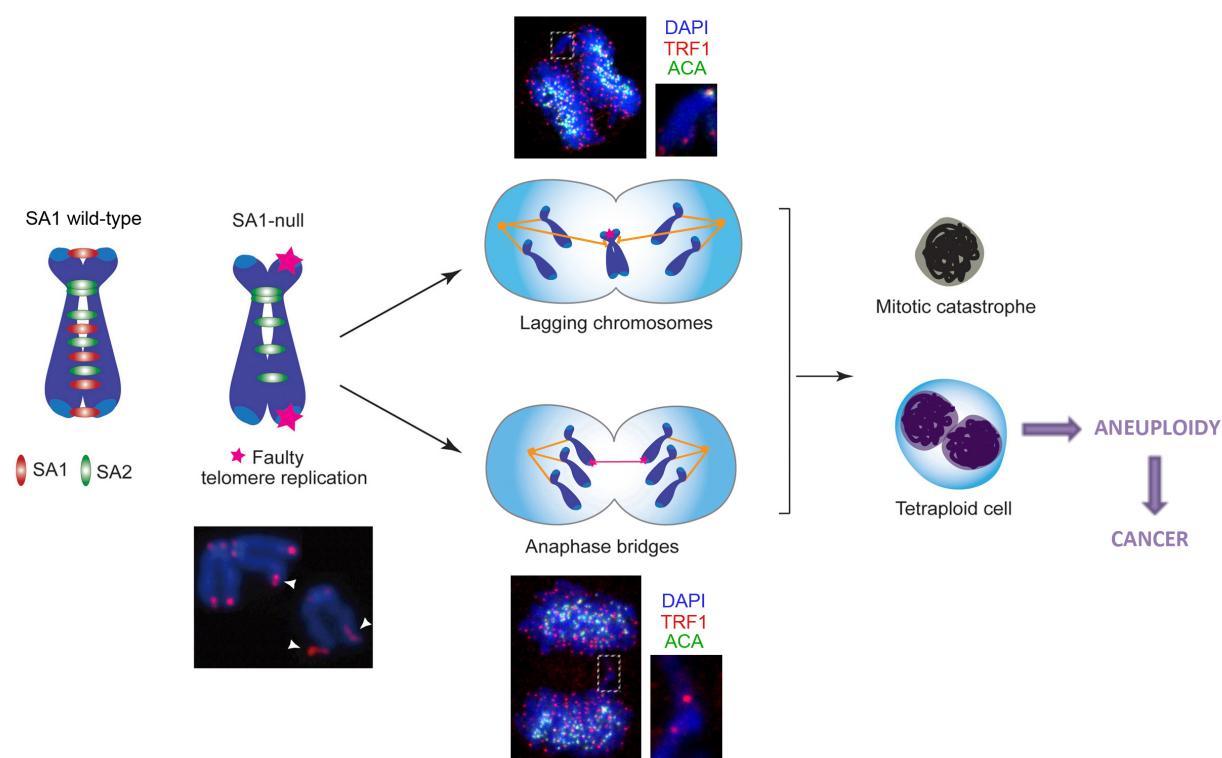 DAPI
TRF1
ACA
SA1 wild-type
SA1-null
Lagging chromosomes
Mitotic catastrophe
SA1
SA2
Faulty
telomere replication
Anaphase bridges
Tetraploid cell
ANEUPLOIDY
CANCER
DAPI
TRF1
ACA